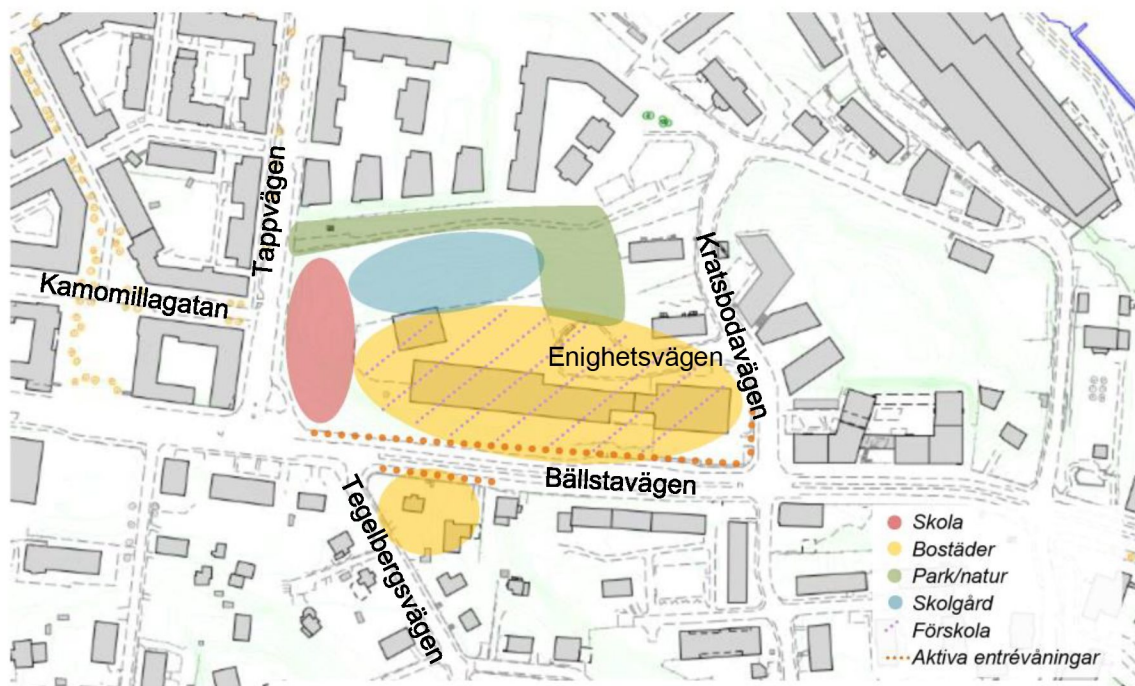 Tappvägen
Kamomillagatan
Kratsbodavägen
Enighetsvägen
Bällstavägen
Tegelbergsvägen
Skola
Bostäder
Park/natur
Skolgård
Förskola
Aktiva entrévåningar